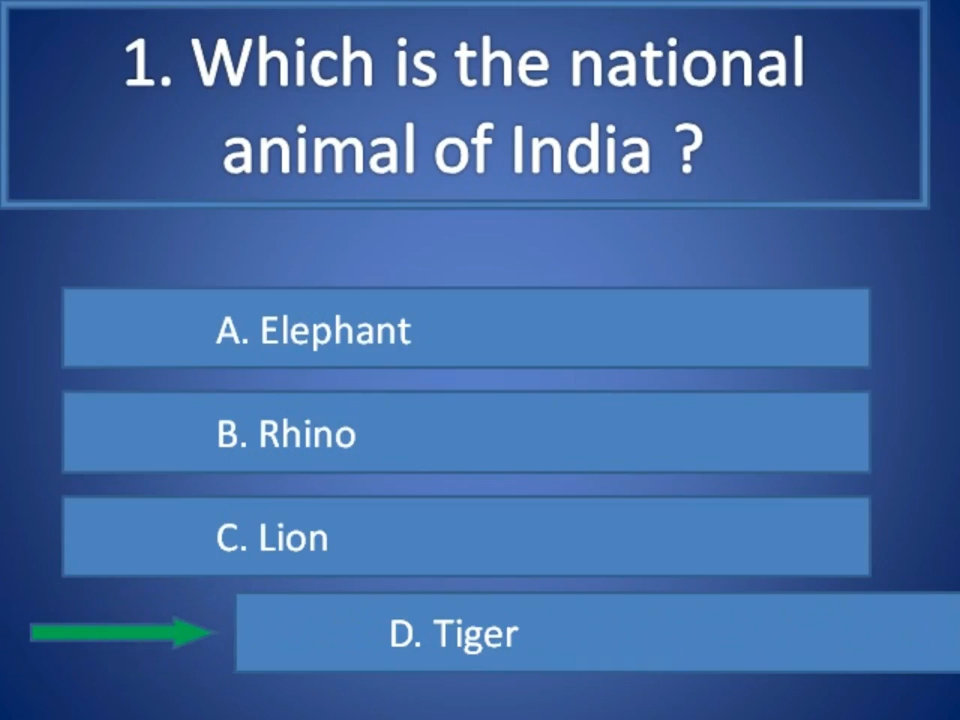 1. Which is the national
animal of India ?
A. Elephant
B. Rhino
C. Lion
D. Tiger